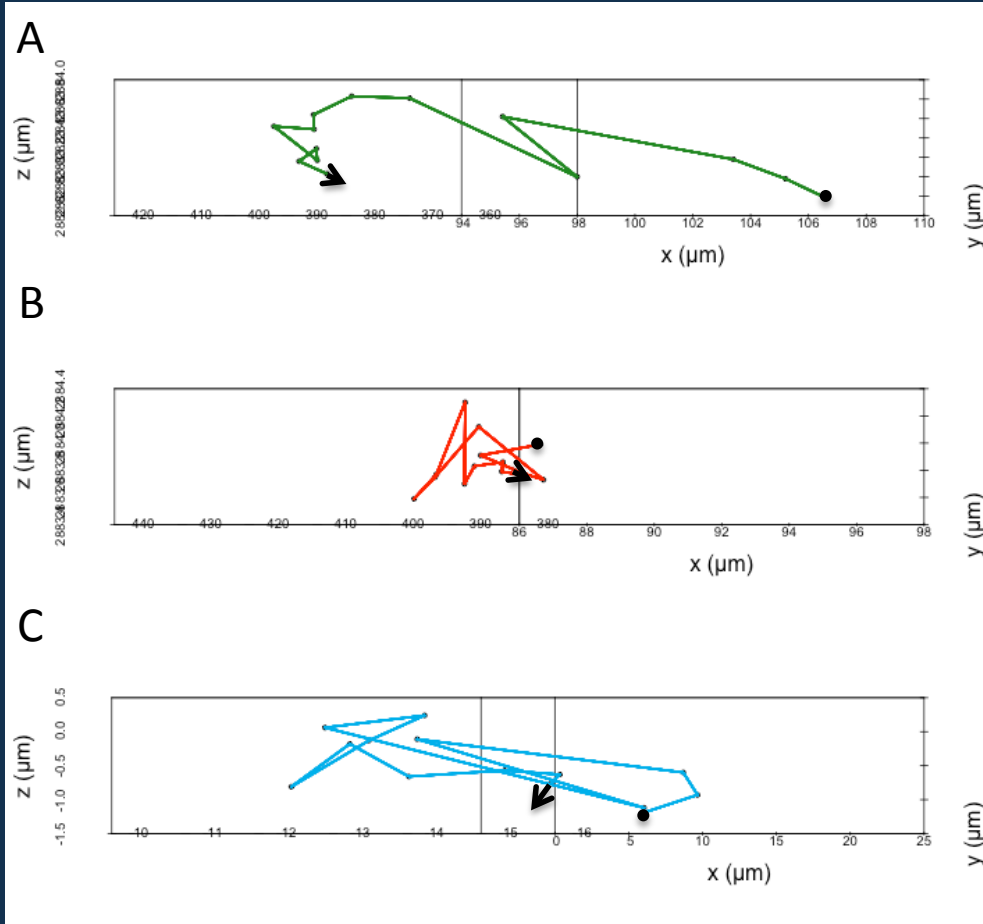 A
z (µm)
420 410 400 390 380 370 360
94 96 98 100 102 104 106 108 110
x (µm)
y (µm)
B
z (µm)
440 430 420 410 400 390 380
86 88 90 92 94 96 98
x (µm)
y (µm)
C
0.5
0.0
-0.5
-1.0
-1.5
z (µm)
10 11 12 13 14 15 16
0 5 10 15 20 25
x (µm)
y (µm)